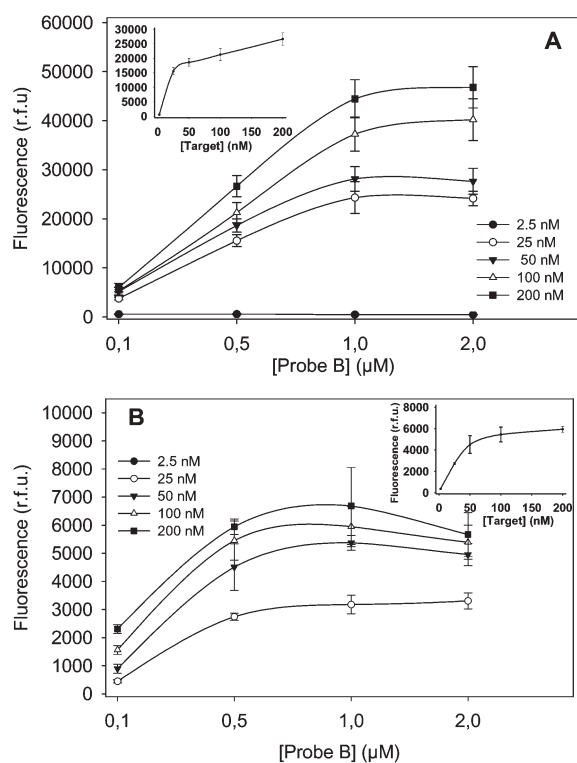 A
Fluorescence (r.f.u)
60000
50000
40000
30000
20000
10000
0
0,1
0,5
1,0
2,0
[Probe B] (µM)
30000
25000
20000
15000
10000
5000
0
0
50
100
150
200
[Target] (nM)
2.5 nM
25 nM
50 nM
100 nM
200 nM
B
Fluorescence (r.f.u.)
10000
9000
8000
7000
6000
5000
4000
3000
2000
1000
0
0,1
0,5
1,0
2,0
[Probe B] (µM)
2.5 nM
25 nM
50 nM
100 nM
200 nM
Fluorescence (r.f.u.)
8000
6000
4000
2000
0
0
50
100
150
200
[Target] (nM)